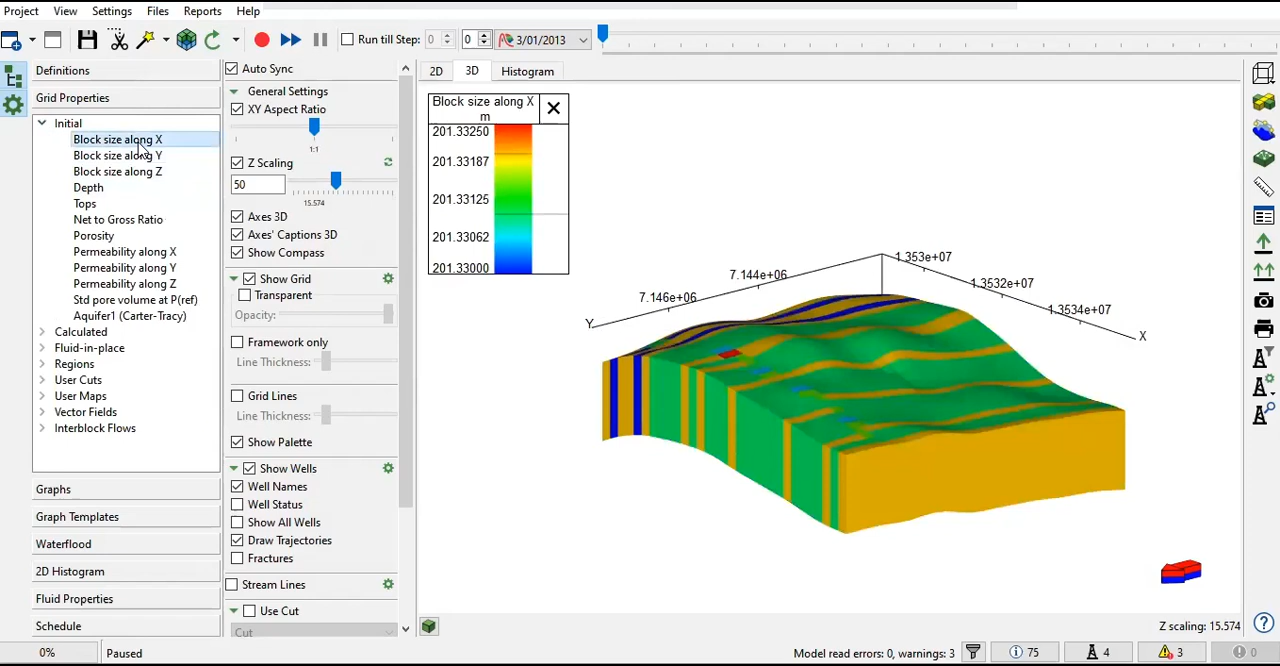 Project View Settings Files Reports Help
Run till Step: 0 0 3/01/2013
Definitions
Grid Properties
Initial
Block size along X
Block size along Y
Block size along Z
Depth
Tops
Net to Gross Ratio
Porosity
Permeability along X
Permeability along Y
Permeability along Z
Std pore volume at P(ref)
Aquifer1 (Carter-Tracy)
Calculated
Fluid-in-place
Regions
User Cuts
User Maps
Vector Fields
Interblock Flows
Graphs
Graph Templates
Waterflood
2D Histogram
Fluid Properties
Schedule
Auto Sync
General Settings
XY Aspect Ratio
1:1
Z Scaling
50
15.574
Axes 3D
Axes' Captions 3D
Show Compass
Show Grid
Transparent
Opacity:
Framework only
Line Thickness:
Grid Lines
Line Thickness:
Show Palette
Show Wells
Well Names
Well Status
Show All Wells
Draw Trajectories
Fractures
Stream Lines
Use Cut
Cut
2D 3D Histogram
Block size along X
m
201.33250
201.33187
201.33125
201.33062
201.33000
1.353e+07
7.144e+06
1.3532e+07
7.146e+06
1.3534e+07
Y
X
Z scaling: 15.574
0% Paused Model read errors: 0, warnings: 3 75 4 3 0